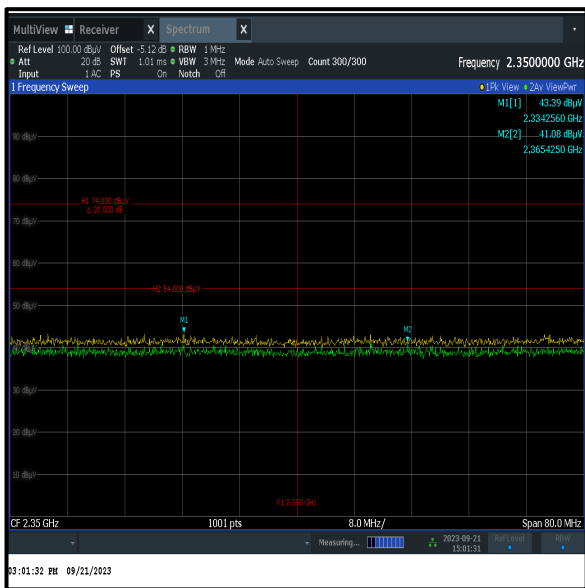 MultiView Receiver X Spectrum X
Ref Level 100.00 dBµV Offset -5.12 dB RBW 1 MHz
Att 20 dB SWT 1.01 ms VBW 3 MHz Mode Auto Sweep Count 300/300 Frequency 2.3500000 GHz
Input 1 AC PS On Notch Off
1 Frequency Sweep 1Pk View 2Av ViewPwr
M1[1] 43.39 dBµV
2.3342560 GHz
M2[2] 41.08 dBµV
2.3654250 GHz
90 dBµV
H1 74.000 dBµV
Δ 20.000 dB
70 dBµV
60 dBµV
H2 54.000 dBµV
50 dBµV
M1
M2
30 dBµV
20 dBµV
10 dBµV
CF 2.35 GHz 1001 pts 8.0 MHz/ Span 80.0 MHz
Measuring... 2023-09-21 Ref Level RBW
15:01:31
03:01:32 PM 09/21/2023